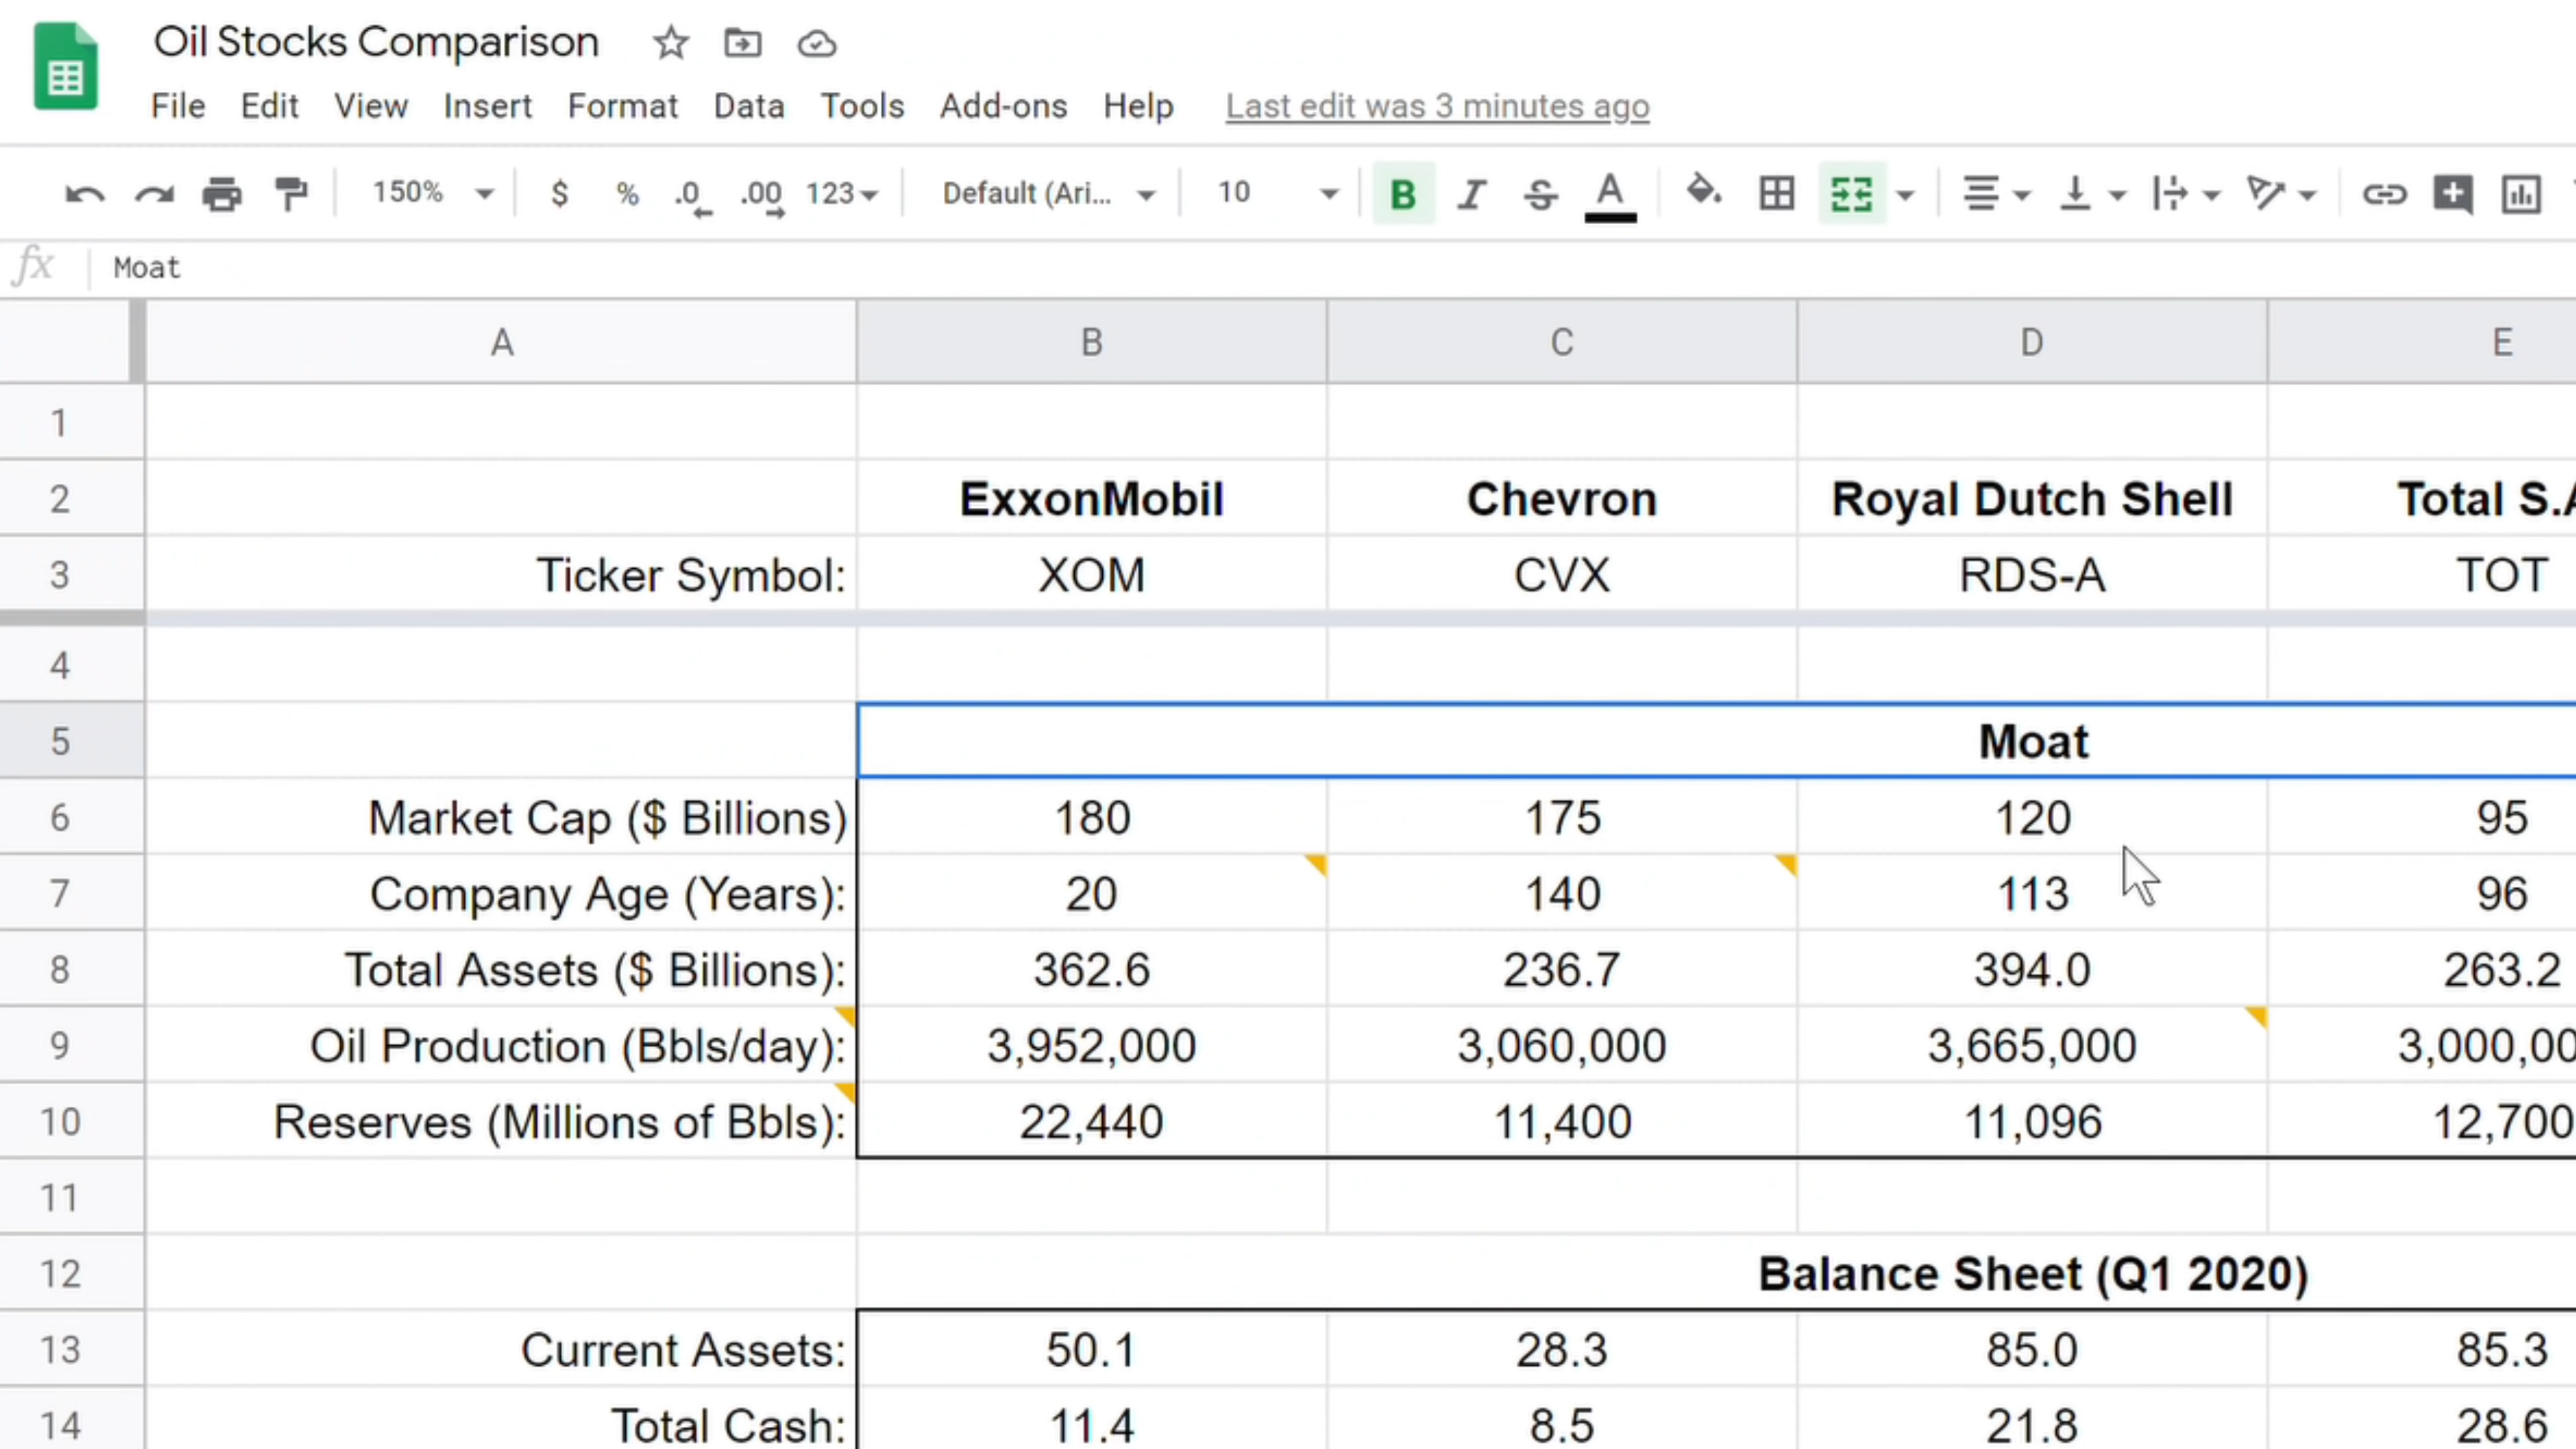 Oil Stocks Comparison
File Edit View Insert Format Data Tools Add-ons Help Last edit was 3 minutes ago
150% $ % .0 .00 123 Default (Ari... 10 B I S A
fx Moat
A B C D E
1
2 ExxonMobil Chevron Royal Dutch Shell Total S.A
3 Ticker Symbol: XOM CVX RDS-A TOT
4
5 Moat
6 Market Cap ($ Billions) 180 175 120 95
7 Company Age (Years): 20 140 113 96
8 Total Assets ($ Billions): 362.6 236.7 394.0 263.2
9 Oil Production (Bbls/day): 3,952,000 3,060,000 3,665,000 3,000,00
10 Reserves (Millions of Bbls): 22,440 11,400 11,096 12,700
11
12 Balance Sheet (Q1 2020)
13 Current Assets: 50.1 28.3 85.0 85.3
14 Total Cash: 11.4 8.5 21.8 28.6